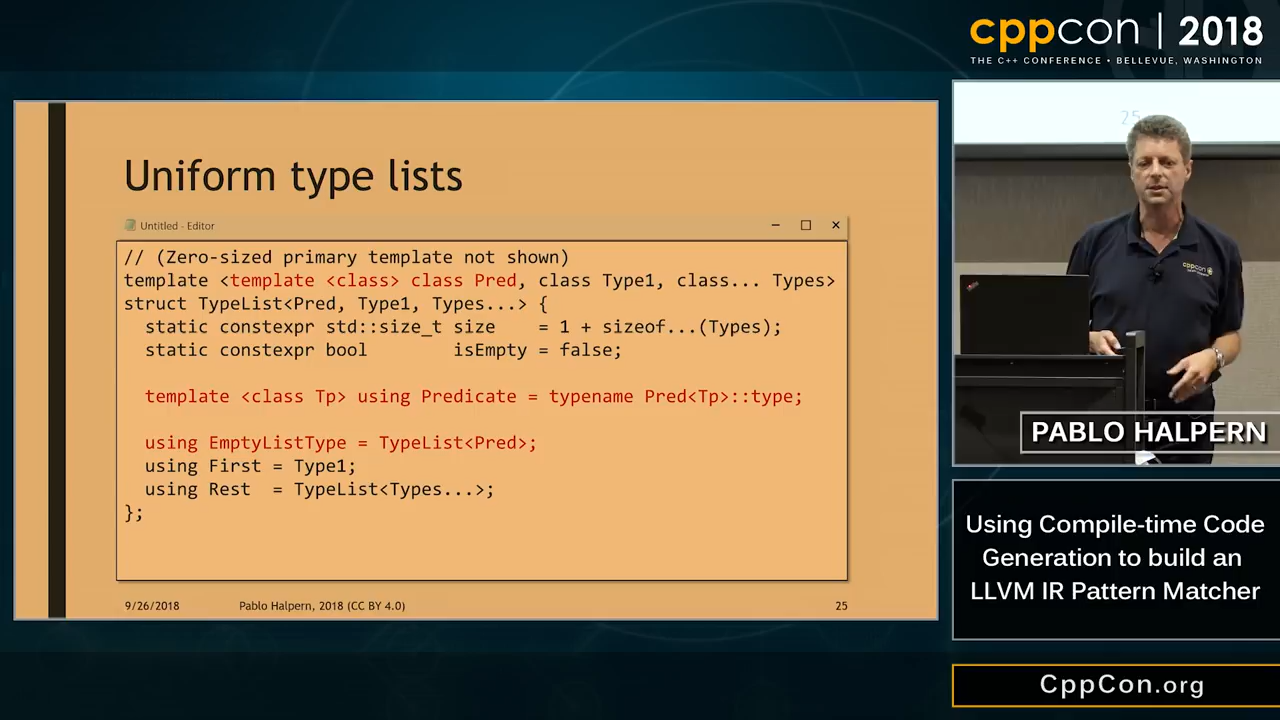 cppcon | 2018
THE C++ CONFERENCE • BELLEVUE, WASHINGTON
Uniform type lists
Untitled - Editor
// (Zero-sized primary template not shown)
template <template <class> class Pred, class Type1, class... Types>
struct TypeList<Pred, Type1, Types...> {
  static constexpr std::size_t size    = 1 + sizeof...(Types);
  static constexpr bool        isEmpty = false;
  template <class Tp> using Predicate = typename Pred<Tp>::type;
  using EmptyListType = TypeList<Pred>;
  using First = Type1;
  using Rest  = TypeList<Types...>;
};
9/26/2018
Pablo Halpern, 2018 (CC BY 4.0)
25
25
cppcon
PABLO HALPERN
Using Compile-time Code
Generation to build an
LLVM IR Pattern Matcher
CppCon.org